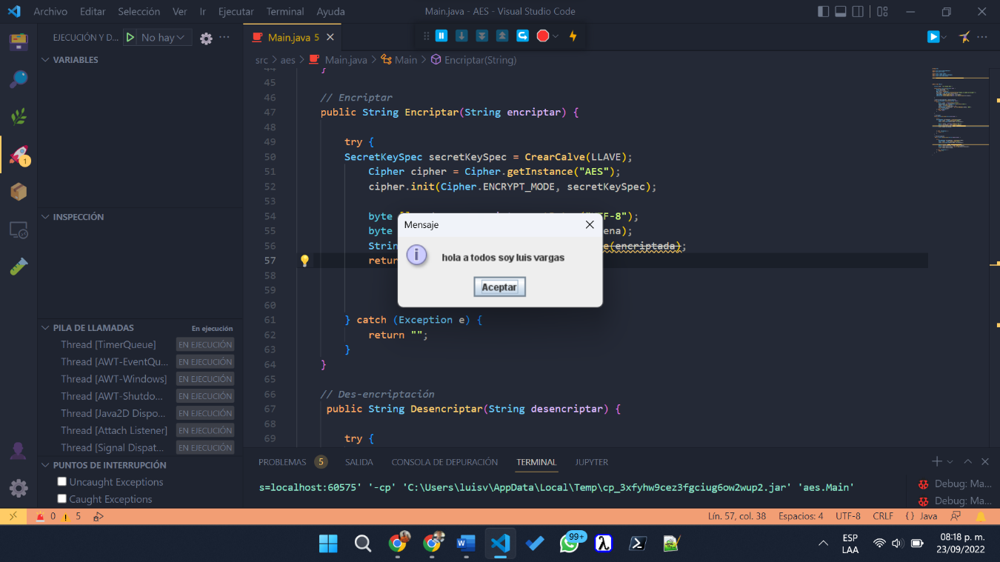 Archivo Editar Selección Ver Ir Ejecutar Terminal Ayuda
Main.java - AES - Visual Studio Code
EJECUCIÓN Y D... No hay
Main.java 5
VARIABLES
src > aes > Main.java > Main > Encriptar(String)
44 }
45
46 // Encriptar
47 public String Encriptar(String encriptar) {
48
49 try {
50 SecretKeySpec secretKeySpec = CrearCalve(LLAVE);
51 Cipher cipher = Cipher.getInstance("AES");
52 cipher.init(Cipher.ENCRYPT_MODE, secretKeySpec);
53
54 byte TF-8");
55 byte ena);
56 Strin e(encriptada);
57 retur
58
59
60
61 } catch (Exception e) {
62 return "";
63 }
64 }
65
66 // Des-encriptación
67 public String Desencriptar(String desencriptar) {
68
69 try {
Mensaje
hola a todos soy luis vargas
Aceptar
1
INSPECCIÓN
PILA DE LLAMADAS En ejecución
Thread [TimerQueue] EN EJECUCIÓN
Thread [AWT-EventQu... EN EJECUCIÓN
Thread [AWT-Windows] EN EJECUCIÓN
Thread [AWT-Shutdo... EN EJECUCIÓN
Thread [Java2D Dispo... EN EJECUCIÓN
Thread [Attach Listener] EN EJECUCIÓN
Thread [Signal Dispat... EN EJECUCIÓN
PUNTOS DE INTERRUPCIÓN
Uncaught Exceptions
Caught Exceptions
PROBLEMAS 5 SALIDA CONSOLA DE DEPURACIÓN TERMINAL JUPYTER
s=localhost:60575' '-cp' 'C:\Users\luisv\AppData\Local\Temp\cp_3xfyhw9cez3fgciug6ow2wup2.jar' 'aes.Main'
Debug: Ma...
Debug: Ma...
0 5
Lín. 57, col. 38 Espacios: 4 UTF-8 CRLF {} Java
99+
ESP
LAA
08:18 p. m.
23/09/2022